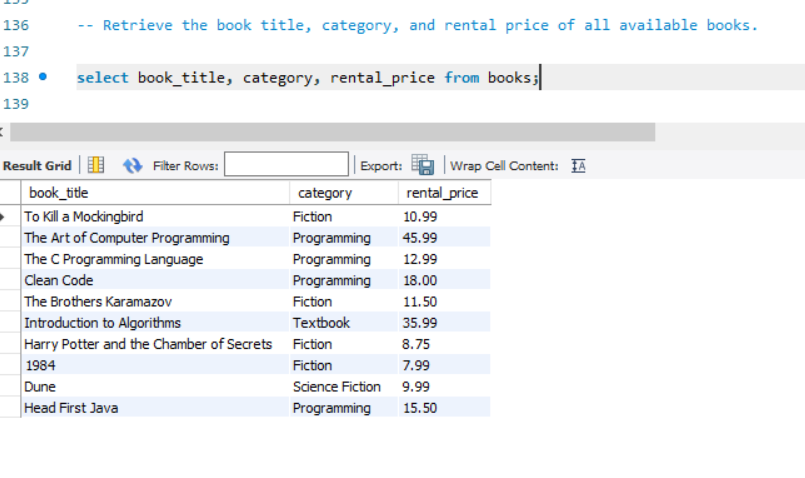 136 -- Retrieve the book title, category, and rental price of all available books.
137
138 select book_title, category, rental_price from books;
139
Result Grid Filter Rows: Export: Wrap Cell Content:
book_title category rental_price
To Kill a Mockingbird Fiction 10.99
The Art of Computer Programming Programming 45.99
The C Programming Language Programming 12.99
Clean Code Programming 18.00
The Brothers Karamazov Fiction 11.50
Introduction to Algorithms Textbook 35.99
Harry Potter and the Chamber of Secrets Fiction 8.75
1984 Fiction 7.99
Dune Science Fiction 9.99
Head First Java Programming 15.50